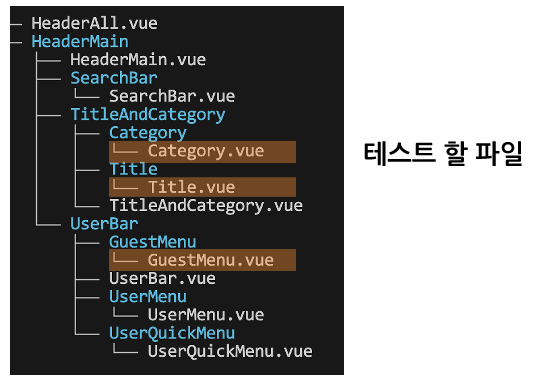 HeaderAll.vue
HeaderMain
HeaderMain.vue
SearchBar
SearchBar.vue
TitleAndCategory
Category
Category.vue
Title
Title.vue
TitleAndCategory.vue
UserBar
GuestMenu
GuestMenu.vue
UserBar.vue
UserMenu
UserMenu.vue
UserQuickMenu
UserQuickMenu.vue
테스트 할 파일